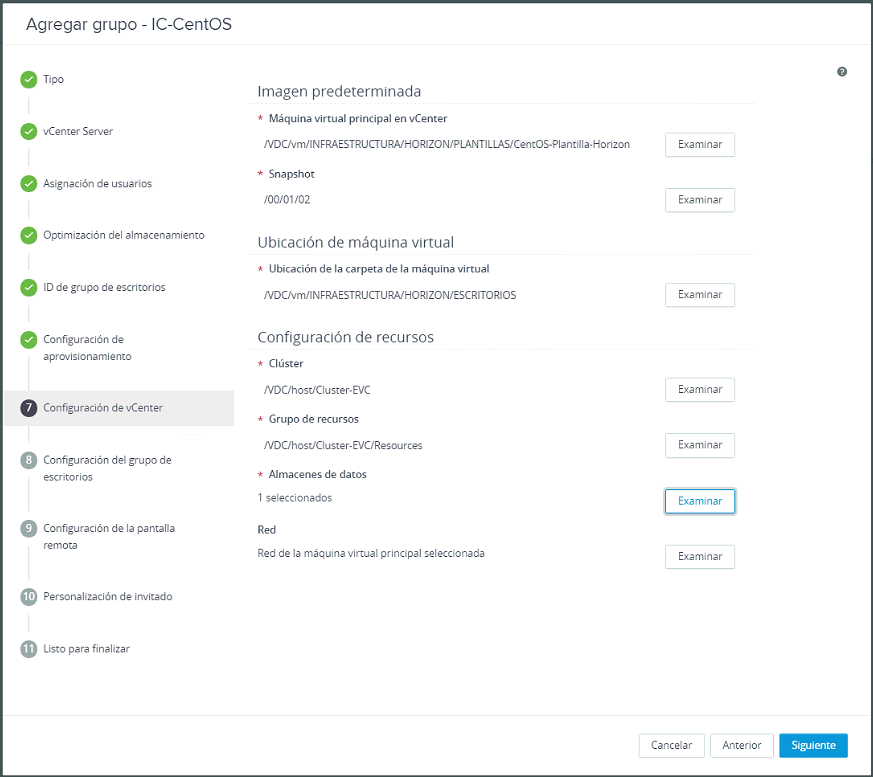 Agregar grupo - IC-CentOS
?
Tipo
vCenter Server
Asignación de usuarios
Optimización del almacenamiento
ID de grupo de escritorios
Configuración de
aprovisionamiento
7 Configuración de vCenter
8 Configuración del grupo de
escritorios
9 Configuración de la pantalla
remota
10 Personalización de invitado
11 Listo para finalizar
Imagen predeterminada
* Máquina virtual principal en vCenter
/VDC/vm/INFRAESTRUCTURA/HORIZON/PLANTILLAS/CentOS-Plantilla-Horizon Examinar
* Snapshot
/00/01/02 Examinar
Ubicación de máquina virtual
* Ubicación de la carpeta de la máquina virtual
/VDC/vm/INFRAESTRUCTURA/HORIZON/ESCRITORIOS Examinar
Configuración de recursos
* Clúster
/VDC/host/Cluster-EVC Examinar
* Grupo de recursos
/VDC/host/Cluster-EVC/Resources Examinar
* Almacenes de datos
1 seleccionados Examinar
Red
Red de la máquina virtual principal seleccionada Examinar
Cancelar Anterior Siguiente